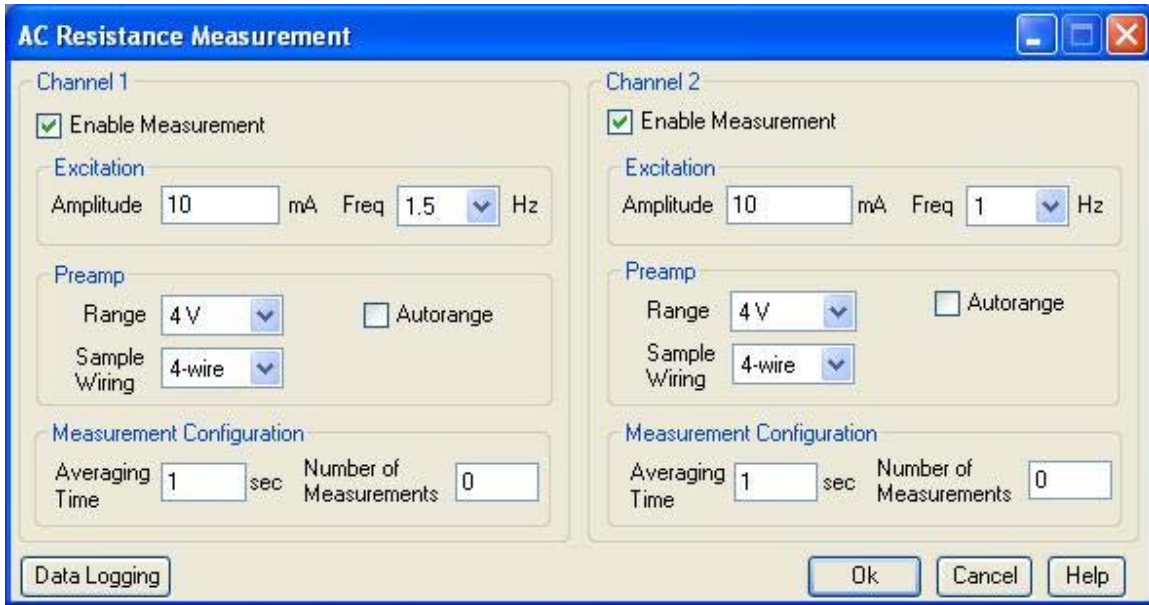 AC Resistance Measurement
Channel 1
Enable Measurement
Excitation
Amplitude 10 mA Freq 1.5 Hz
Preamp
Range 4 V Autorange
Sample
Wiring 4-wire
Measurement Configuration
Averaging
Time 1 sec Number of
Measurements 0
Channel 2
Enable Measurement
Excitation
Amplitude 10 mA Freq 1 Hz
Preamp
Range 4 V Autorange
Sample
Wiring 4-wire
Measurement Configuration
Averaging
Time 1 sec Number of
Measurements 0
Data Logging Ok Cancel Help